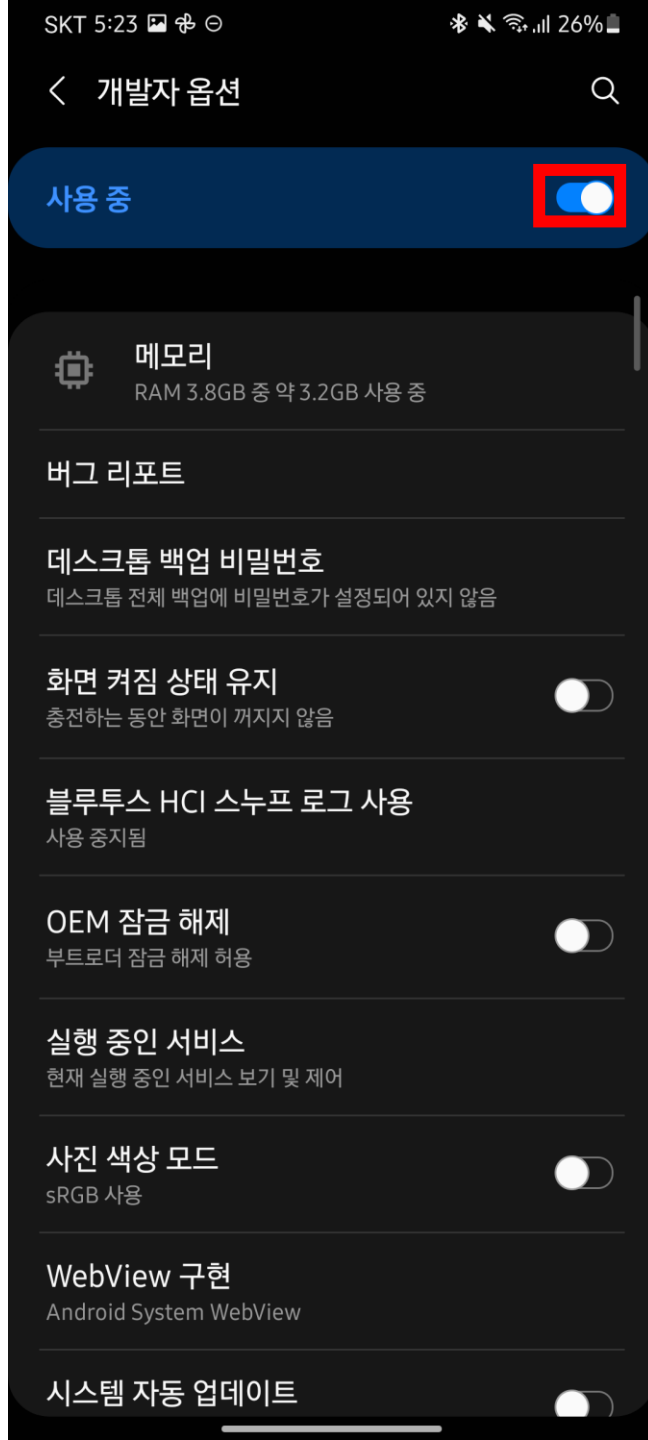 SKT 5:23
26%
개발자 옵션
사용 중
메모리
RAM 3.8GB 중 약 3.2GB 사용 중
버그 리포트
데스크톱 백업 비밀번호
데스크톱 전체 백업에 비밀번호가 설정되어 있지 않음
화면 켜짐 상태 유지
충전하는 동안 화면이 꺼지지 않음
블루투스 HCI 스누프 로그 사용
사용 중지됨
OEM 잠금 해제
부트로더 잠금 해제 허용
실행 중인 서비스
현재 실행 중인 서비스 보기 및 제어
사진 색상 모드
sRGB 사용
WebView 구현
Android System WebView
시스템 자동 업데이트